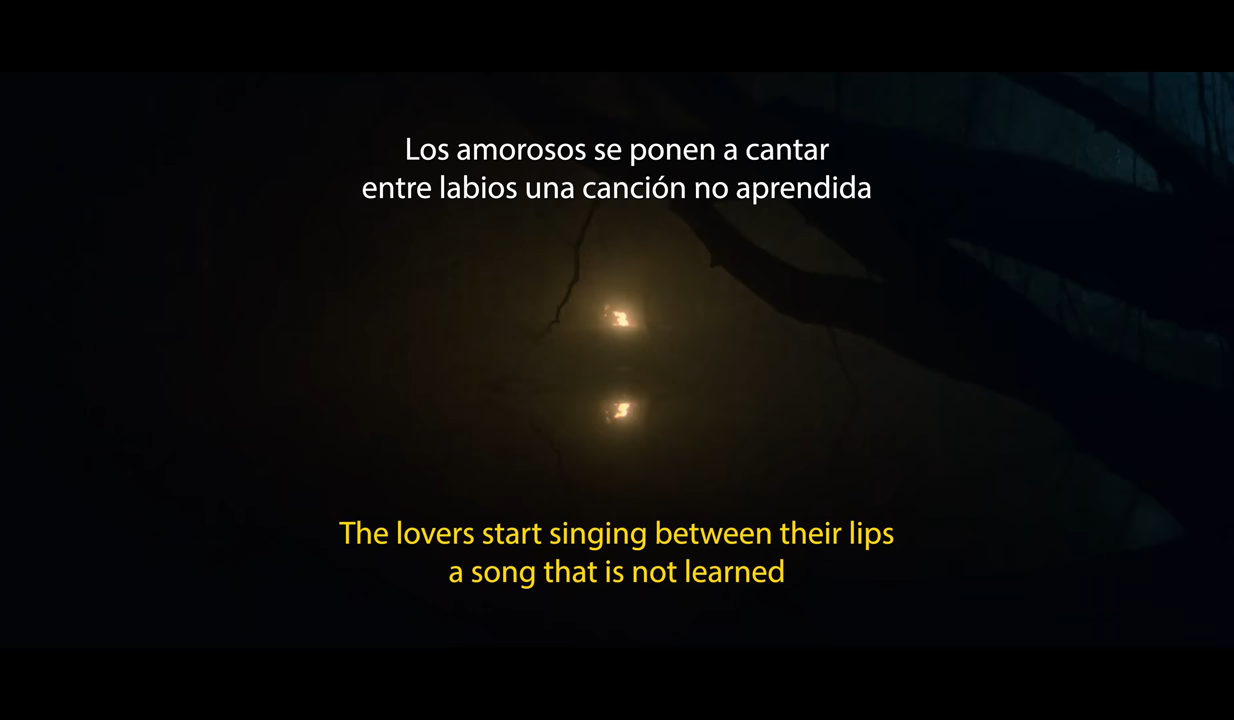 Los amorosos se ponen a cantar
entre labios una canción no aprendida
The lovers start singing between their lips
a song that is not learned